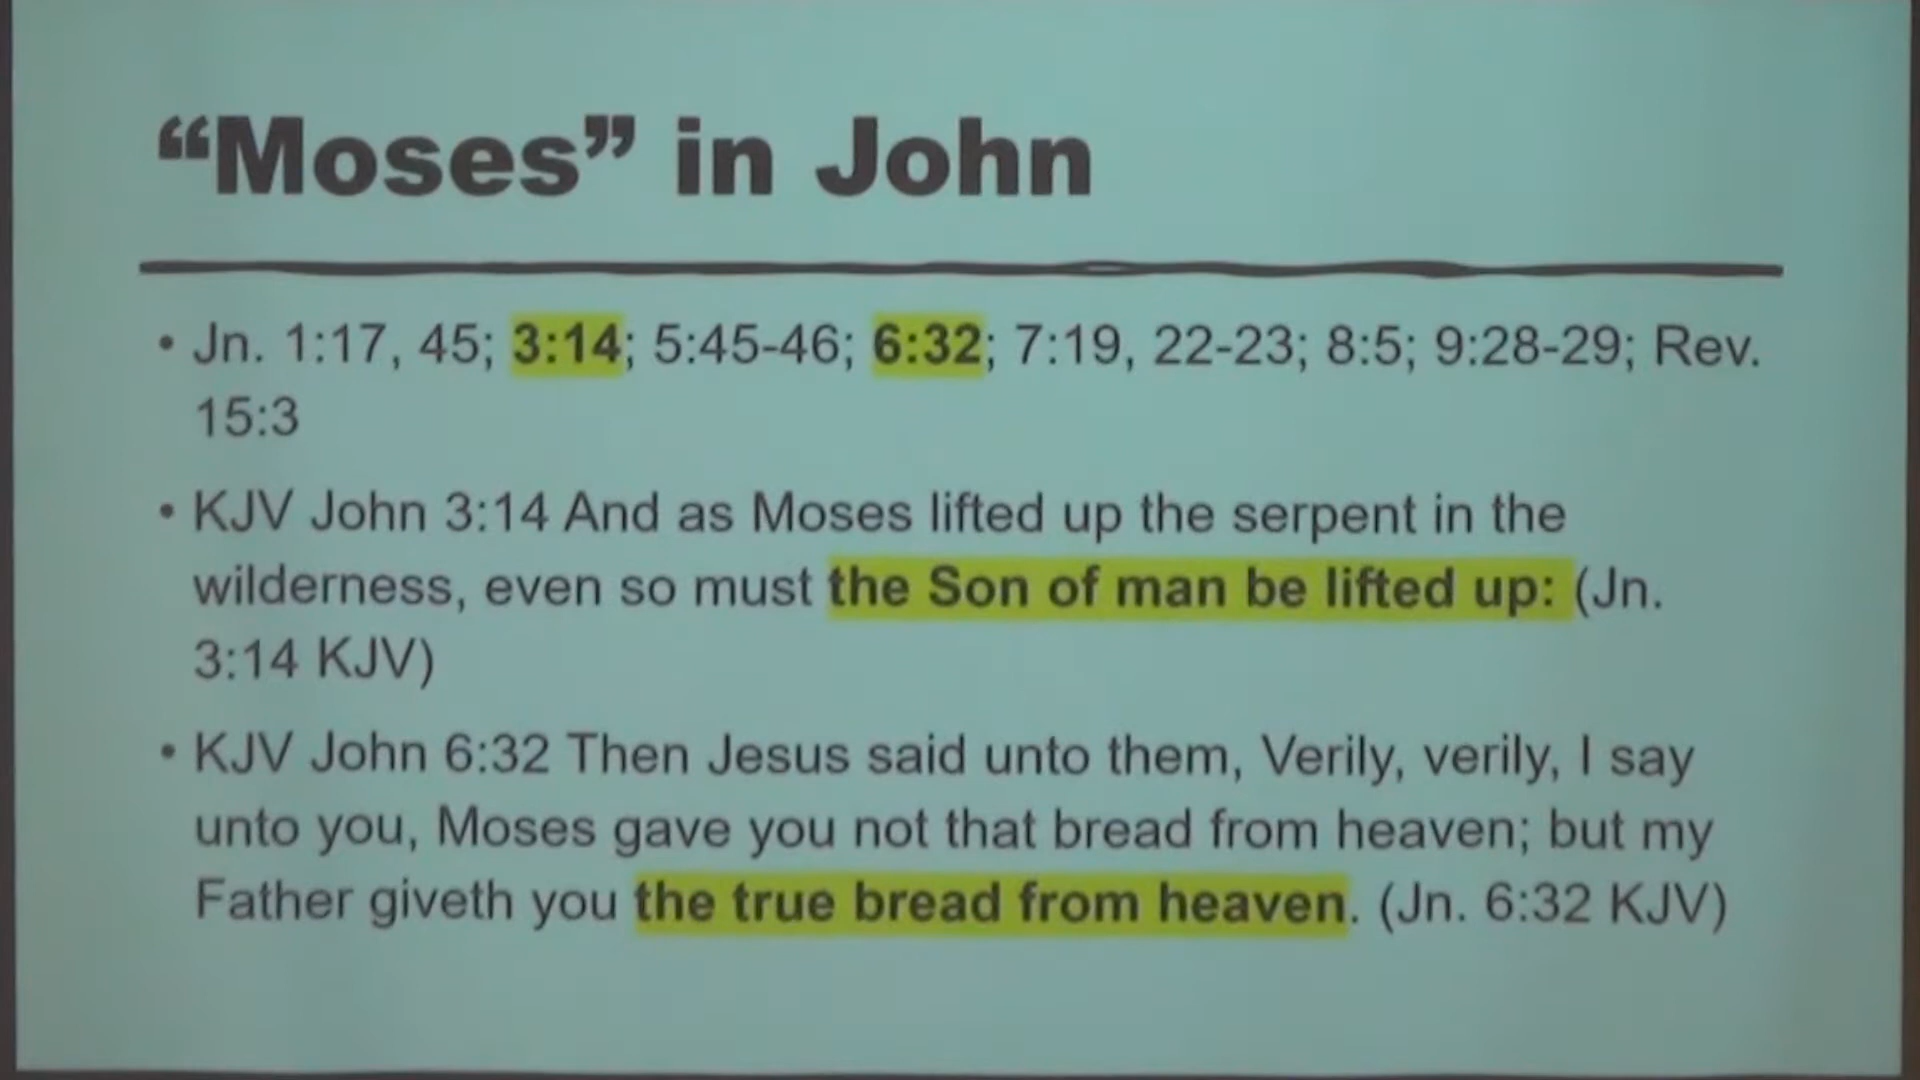 “Moses” in John
• Jn. 1:17, 45; 3:14; 5:45-46; 6:32; 7:19, 22-23; 8:5; 9:28-29; Rev.
15:3
• KJV John 3:14 And as Moses lifted up the serpent in the
wilderness, even so must the Son of man be lifted up: (Jn.
3:14 KJV)
• KJV John 6:32 Then Jesus said unto them, Verily, verily, I say
unto you, Moses gave you not that bread from heaven; but my
Father giveth you the true bread from heaven. (Jn. 6:32 KJV)